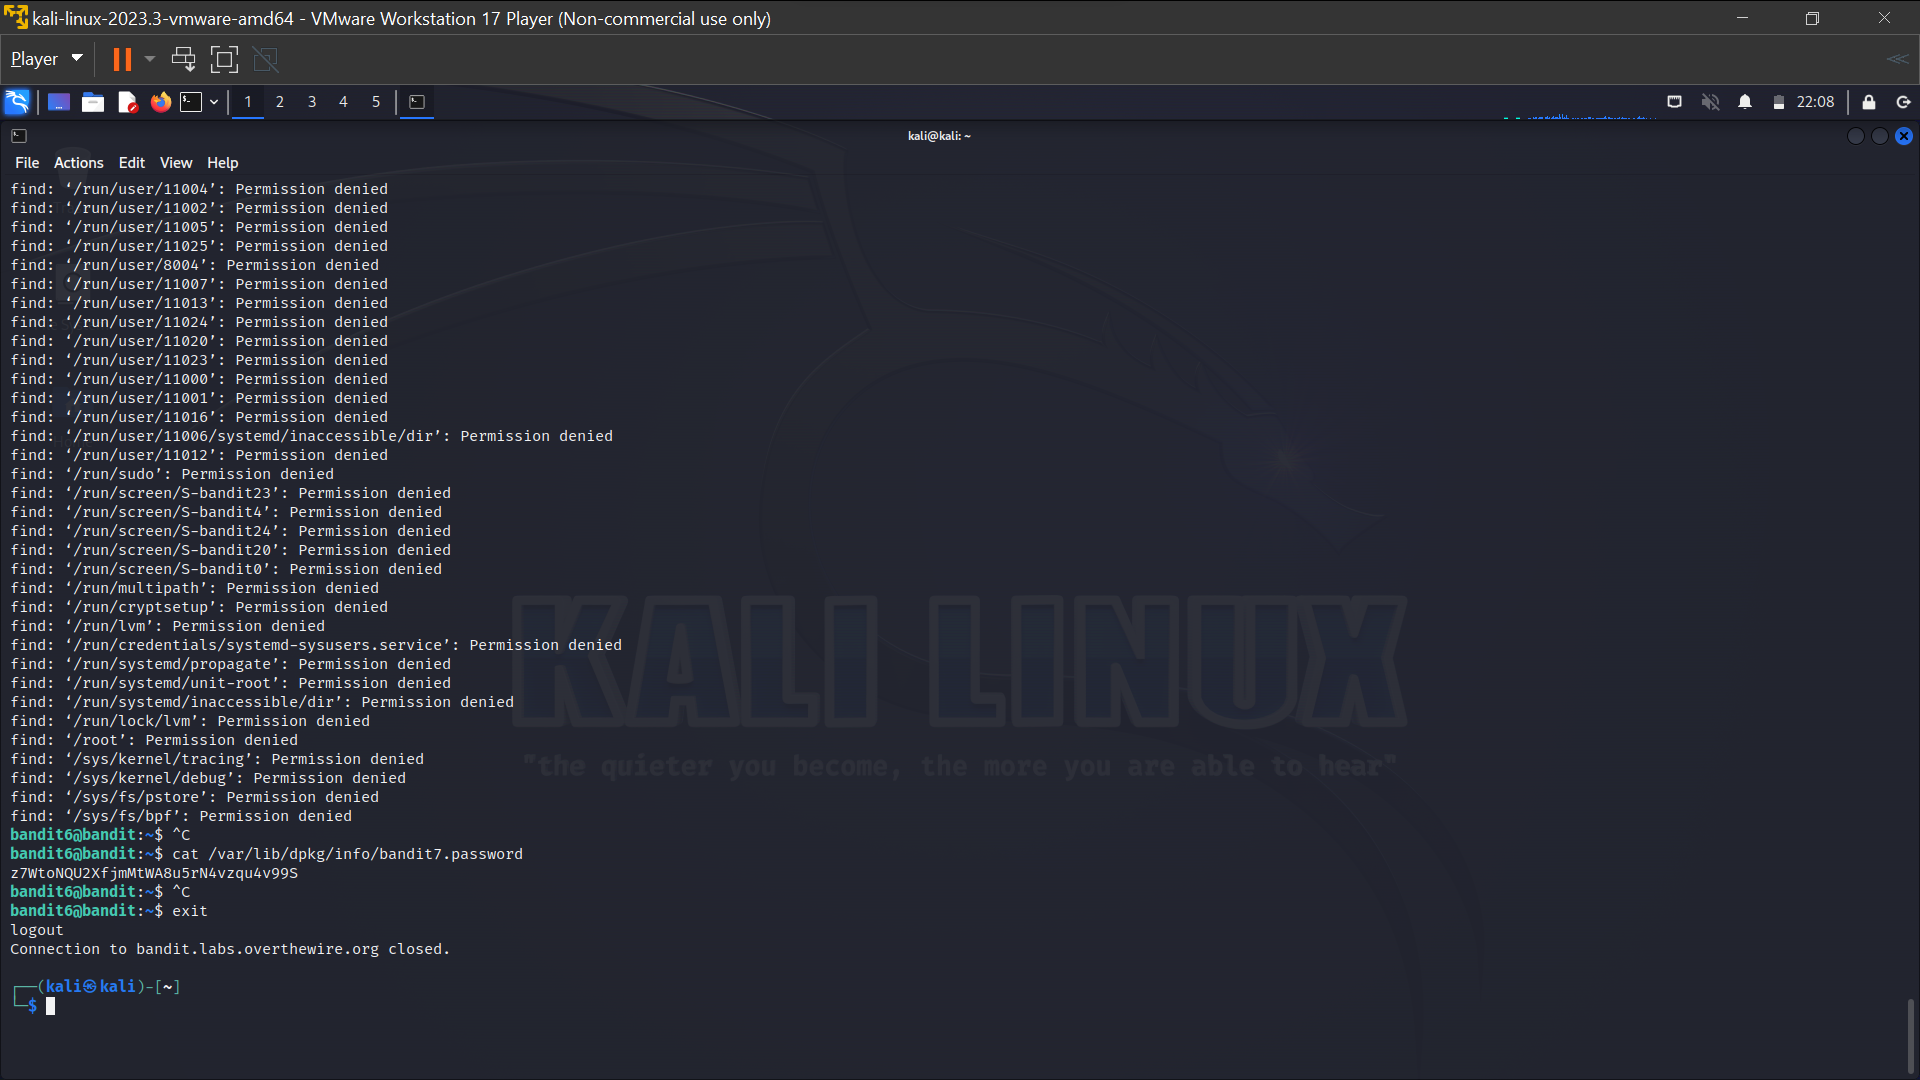 kali-linux-2023.3-vmware-amd64 - VMware Workstation 17 Player (Non-commercial use only)
Player
1 2 3 4 5 22:08
kali@kali: ~
File Actions Edit View Help
find: ‘/run/user/11004’: Permission denied
find: ‘/run/user/11002’: Permission denied
find: ‘/run/user/11005’: Permission denied
find: ‘/run/user/11025’: Permission denied
find: ‘/run/user/8004’: Permission denied
find: ‘/run/user/11007’: Permission denied
find: ‘/run/user/11013’: Permission denied
find: ‘/run/user/11024’: Permission denied
find: ‘/run/user/11020’: Permission denied
find: ‘/run/user/11023’: Permission denied
find: ‘/run/user/11000’: Permission denied
find: ‘/run/user/11001’: Permission denied
find: ‘/run/user/11016’: Permission denied
find: ‘/run/user/11006/systemd/inaccessible/dir’: Permission denied
find: ‘/run/user/11012’: Permission denied
find: ‘/run/sudo’: Permission denied
find: ‘/run/screen/S-bandit23’: Permission denied
find: ‘/run/screen/S-bandit4’: Permission denied
find: ‘/run/screen/S-bandit24’: Permission denied
find: ‘/run/screen/S-bandit20’: Permission denied
find: ‘/run/screen/S-bandit0’: Permission denied
find: ‘/run/multipath’: Permission denied
find: ‘/run/cryptsetup’: Permission denied
find: ‘/run/lvm’: Permission denied
find: ‘/run/credentials/systemd-sysusers.service’: Permission denied
find: ‘/run/systemd/propagate’: Permission denied
find: ‘/run/systemd/unit-root’: Permission denied
find: ‘/run/systemd/inaccessible/dir’: Permission denied
find: ‘/run/lock/lvm’: Permission denied
find: ‘/root’: Permission denied
find: ‘/sys/kernel/tracing’: Permission denied
find: ‘/sys/kernel/debug’: Permission denied
find: ‘/sys/fs/pstore’: Permission denied
find: ‘/sys/fs/bpf’: Permission denied
bandit6@bandit:~$ ^C
bandit6@bandit:~$ cat /var/lib/dpkg/info/bandit7.password
z7WtoNQU2XfjmMtWA8u5rN4vzqu4v99S
bandit6@bandit:~$ ^C
bandit6@bandit:~$ exit
logout
Connection to bandit.labs.overthewire.org closed.
┌──(kali㉿kali)-[~]
└─$
KALI LINUX
"the quieter you become, the more you are able to hear"